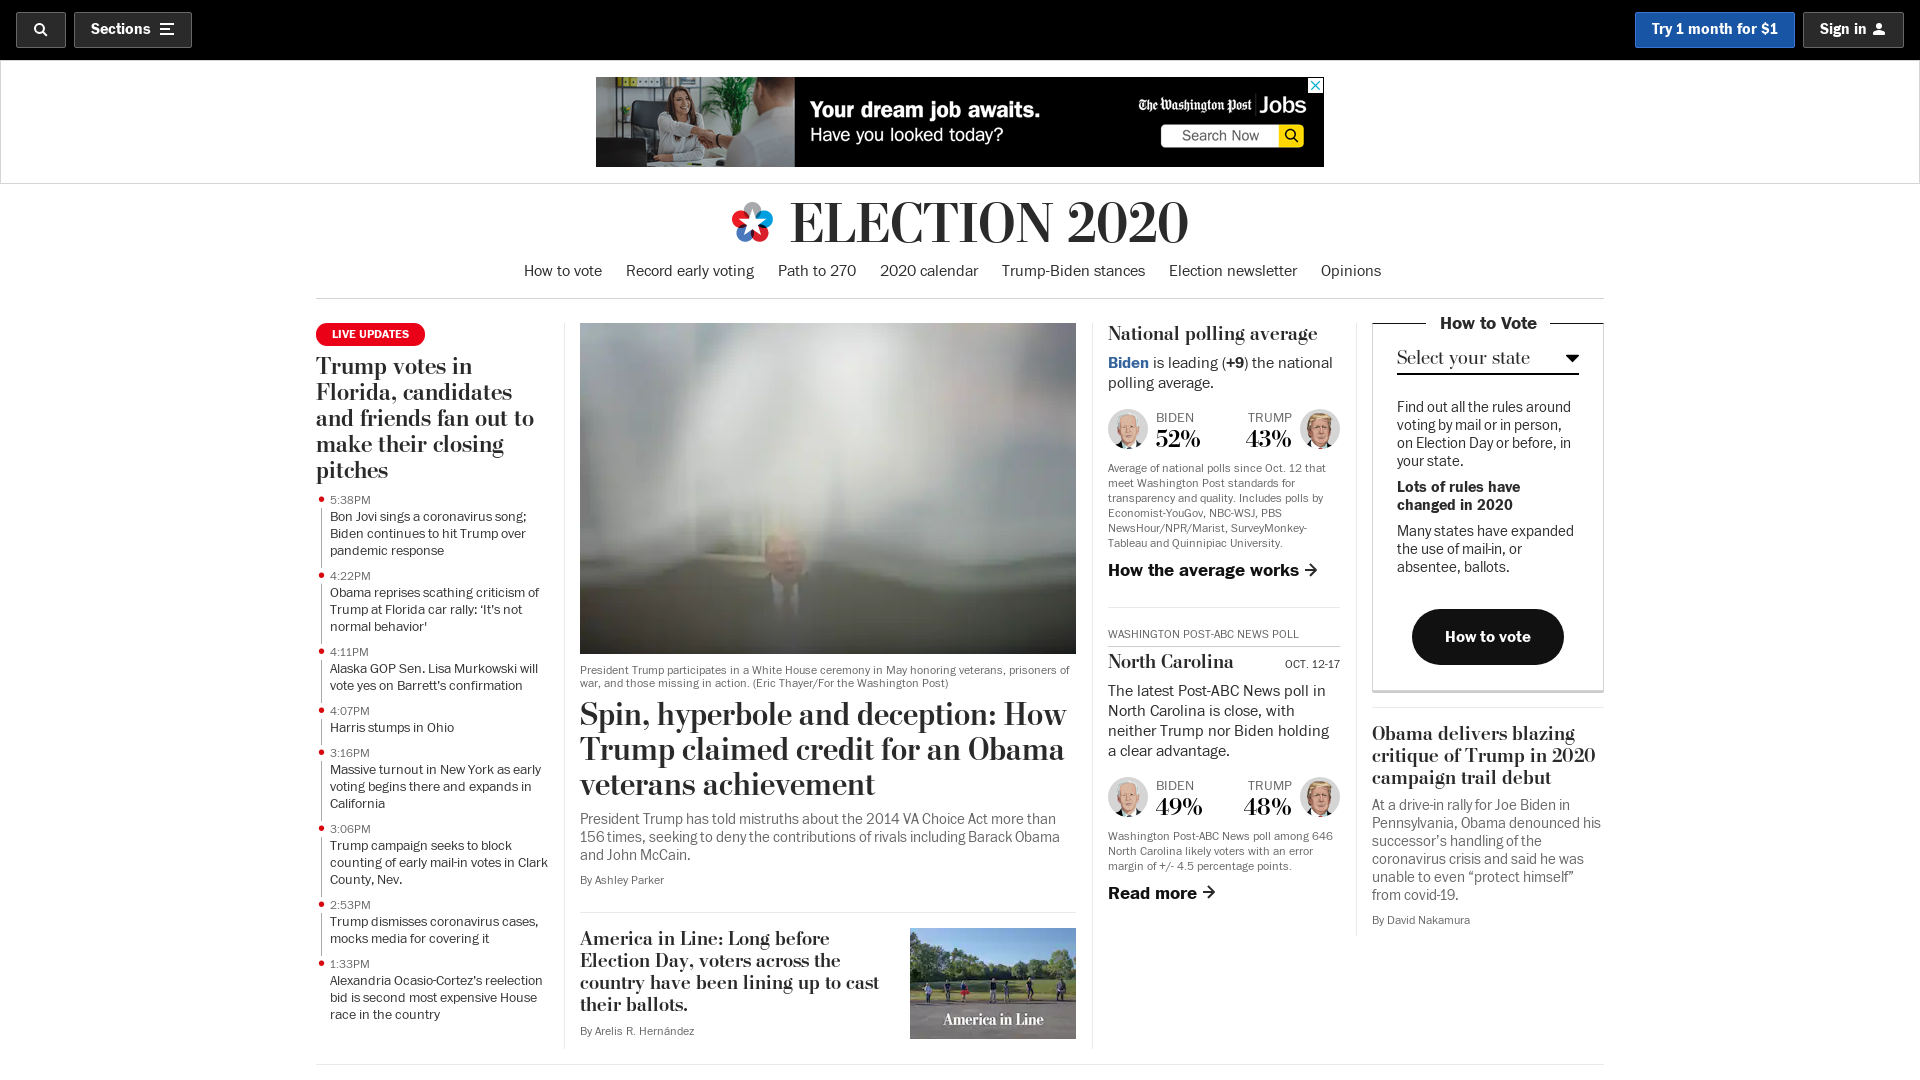 Sections
Try 1 month for $1
Sign in
Your dream job awaits.
Have you looked today?
The Washington Post Jobs
Search Now
ELECTION 2020
How to vote
Record early voting
Path to 270
2020 calendar
Trump-Biden stances
Election newsletter
Opinions
LIVE UPDATES
Trump votes in
Florida, candidates
and friends fan out to
make their closing
pitches
5:38PM
Bon Jovi sings a coronavirus song;
Biden continues to hit Trump over
pandemic response
4:22PM
Obama reprises scathing criticism of
Trump at Florida car rally: ‘It’s not
normal behavior'
4:11PM
Alaska GOP Sen. Lisa Murkowski will
vote yes on Barrett’s confirmation
4:07PM
Harris stumps in Ohio
3:16PM
Massive turnout in New York as early
voting begins there and expands in
California
3:06PM
Trump campaign seeks to block
counting of early mail-in votes in Clark
County, Nev.
2:53PM
Trump dismisses coronavirus cases,
mocks media for covering it
1:33PM
Alexandria Ocasio-Cortez’s reelection
bid is second most expensive House
race in the country
President Trump participates in a White House ceremony in May honoring veterans, prisoners of
war, and those missing in action. (Eric Thayer/For the Washington Post)
Spin, hyperbole and deception: How
Trump claimed credit for an Obama
veterans achievement
President Trump has told mistruths about the 2014 VA Choice Act more than
156 times, seeking to deny the contributions of rivals including Barack Obama
and John McCain.
By Ashley Parker
America in Line: Long before
Election Day, voters across the
country have been lining up to cast
their ballots.
By Arelis R. Hernández
America in Line
National polling average
Biden is leading (+9) the national
polling average.
BIDEN
52%
TRUMP
43%
Average of national polls since Oct. 12 that
meet Washington Post standards for
transparency and quality. Includes polls by
Economist-YouGov, NBC-WSJ, PBS
NewsHour/NPR/Marist, SurveyMonkey-
Tableau and Quinnipiac University.
How the average works
WASHINGTON POST-ABC NEWS POLL
North Carolina
OCT. 12-17
The latest Post-ABC News poll in
North Carolina is close, with
neither Trump nor Biden holding
a clear advantage.
BIDEN
49%
TRUMP
48%
Washington Post-ABC News poll among 646
North Carolina likely voters with an error
margin of +/- 4.5 percentage points.
Read more
How to Vote
Select your state
Find out all the rules around
voting by mail or in person,
on Election Day or before, in
your state.
Lots of rules have
changed in 2020
Many states have expanded
the use of mail-in, or
absentee, ballots.
How to vote
Obama delivers blazing
critique of Trump in 2020
campaign trail debut
At a drive-in rally for Joe Biden in
Pennsylvania, Obama denounced his
successor’s handling of the
coronavirus crisis and said he was
unable to even “protect himself”
from covid-19.
By David Nakamura